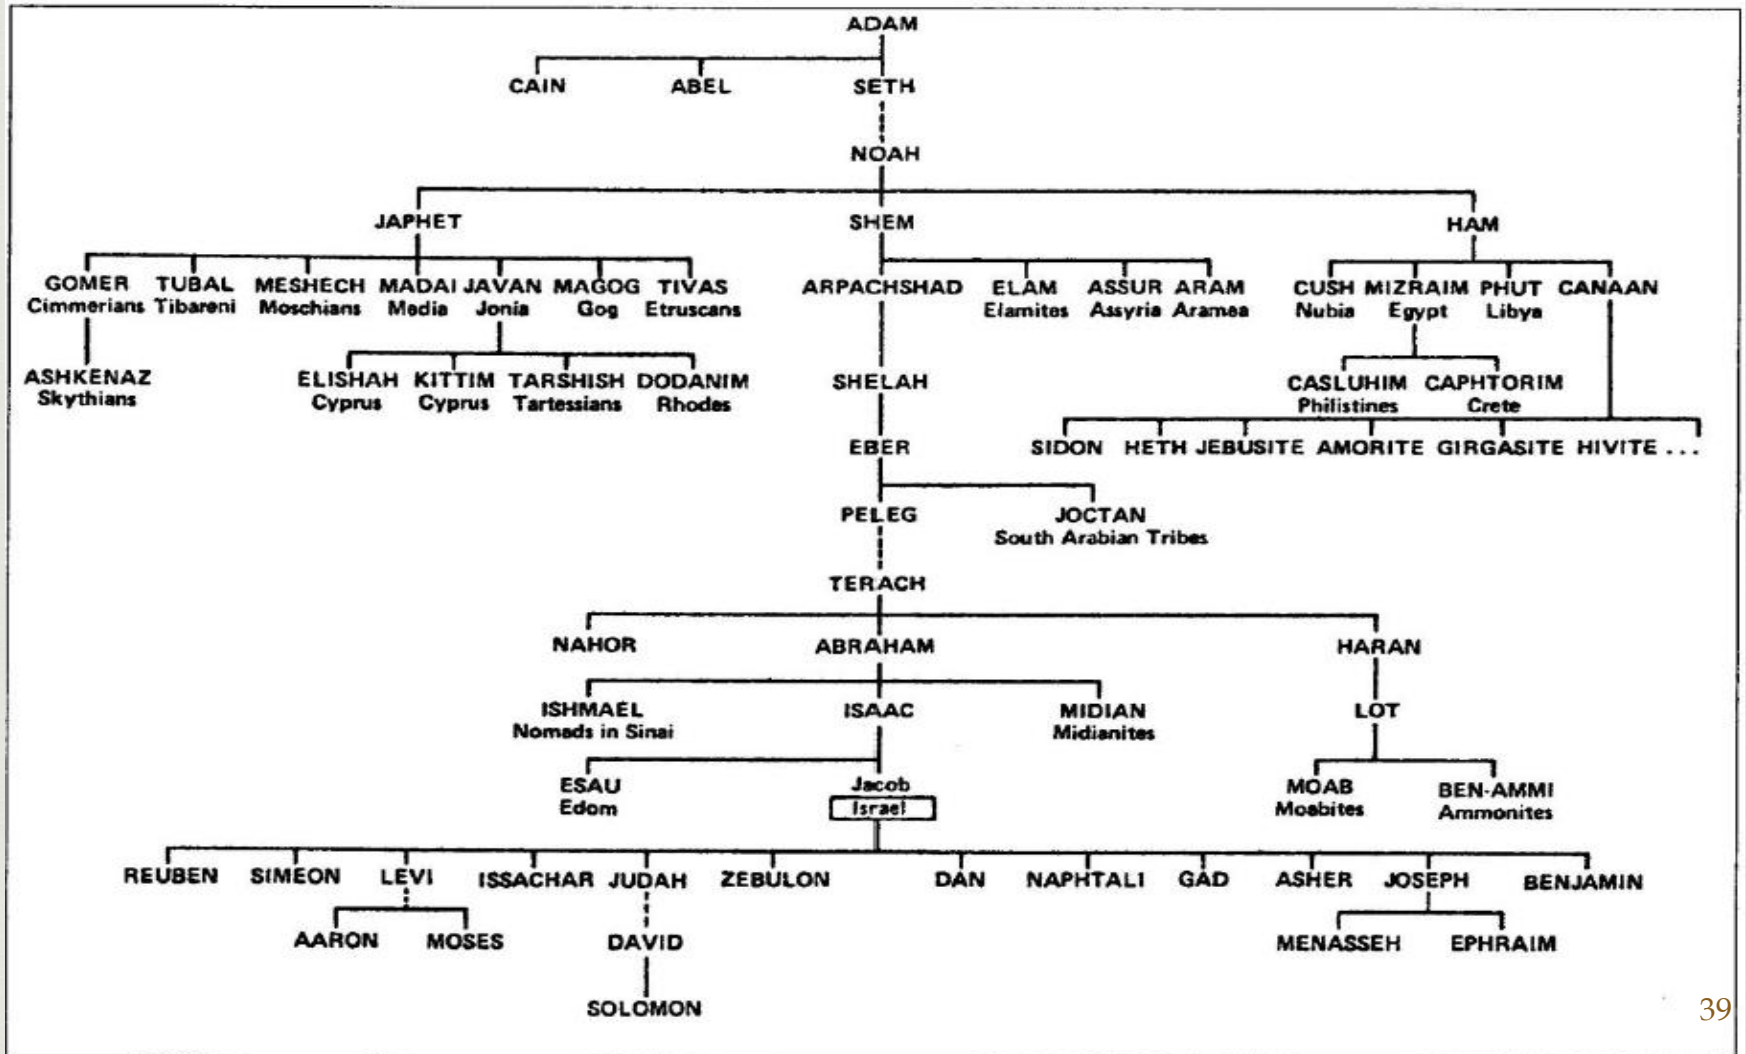 ADAM
CAIN ABEL SETH
NOAH
JAPHET SHEM HAM
GOMER TUBAL MESHECH MADAI JAVAN MAGOG TIVAS ARPACHSHAD ELAM ASSUR ARAM CUSH MIZRAIM PHUT CANAAN
Cimmerians Tibareni Moschians Media Jonia Gog Etruscans Elamites Assyria Aramea Nubia Egypt Libya
ASHKENAZ ELISHAH KITTIM TARSHISH DODANIM SHELAH CASLUHIM CAPHTORIM
Skythians Cyprus Cyprus Tartessians Rhodes Philistines Crete
EBER SIDON HETH JEBUSITE AMORITE GIRGASITE HIVITE ...
PELEG JOCTAN
South Arabian Tribes
TERACH
NAHOR ABRAHAM HARAN
ISHMAEL ISAAC MIDIAN LOT
Nomads in Sinai Midianites
ESAU Jacob MOAB BEN-AMMI
Edom Israel Moabites Ammonites
REUBEN SIMEON LEVI ISSACHAR JUDAH ZEBULON DAN NAPHTALI GAD ASHER JOSEPH BENJAMIN
AARON MOSES DAVID MENASSEH EPHRAIM
SOLOMON
39